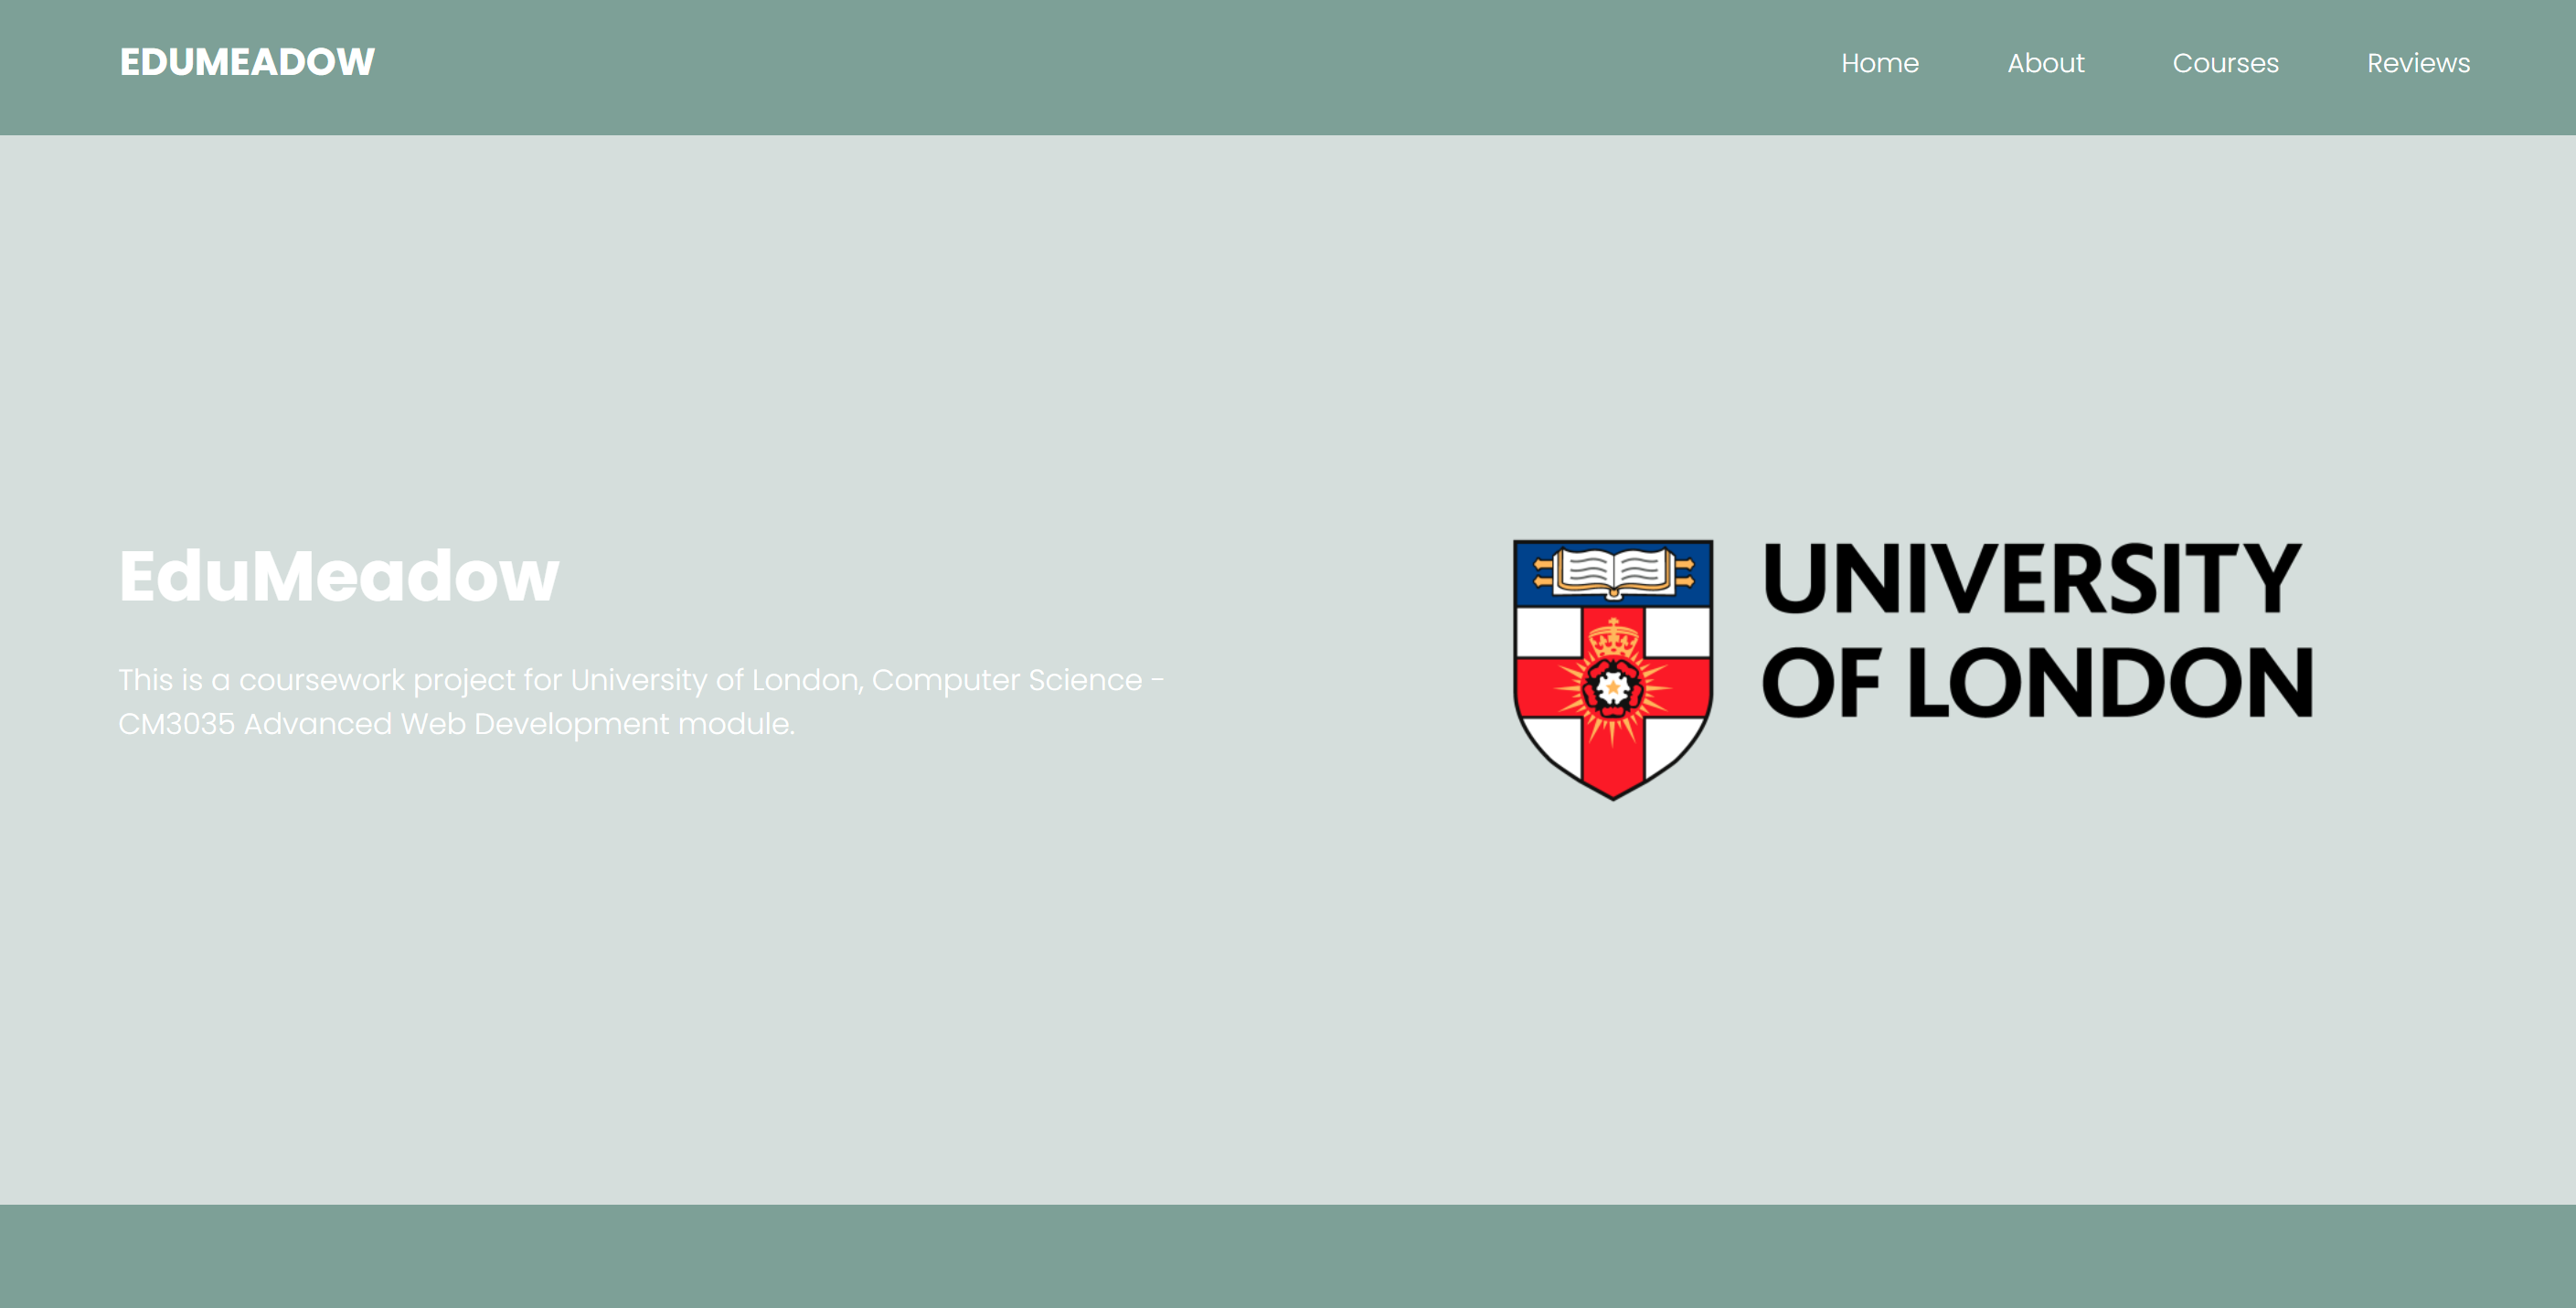 EDUMEADOW
Home About Courses Reviews
EduMeadow
This is a coursework project for University of London, Computer Science -
CM3035 Advanced Web Development module.
UNIVERSITY
OF LONDON